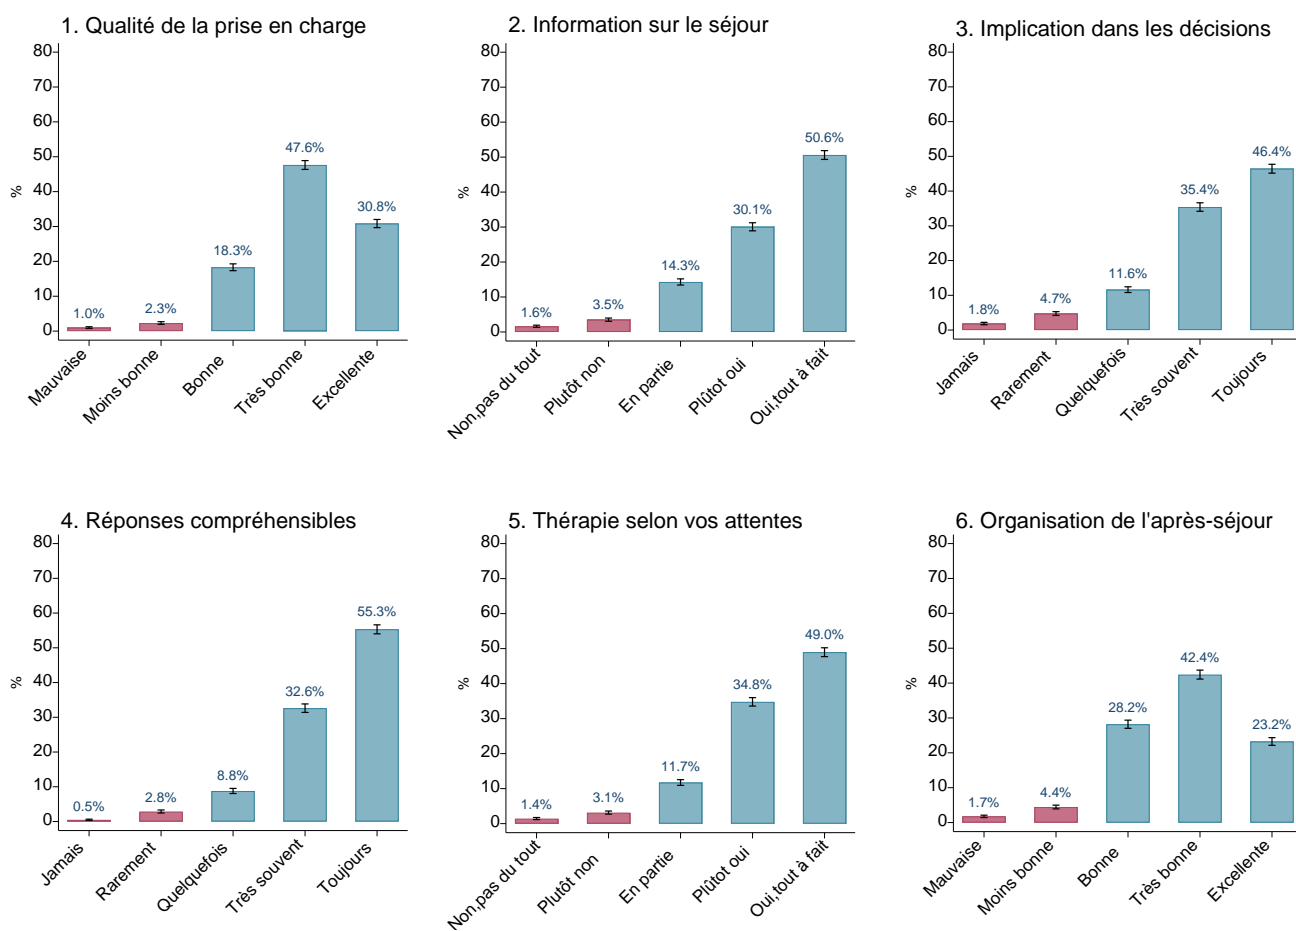 1. Qualité de la prise en charge
80
70
60
50
40
30
20
10
0
%
1.0%
2.3%
18.3%
47.6%
30.8%
Mauvaise
Moins bonne
Bonne
Très bonne
Excellente
2. Information sur le séjour
80
70
60
50
40
30
20
10
0
%
1.6%
3.5%
14.3%
30.1%
50.6%
Non,pas du tout
Plutôt non
En partie
Plûtot oui
Oui,tout à fait
3. Implication dans les décisions
80
70
60
50
40
30
20
10
0
%
1.8%
4.7%
11.6%
35.4%
46.4%
Jamais
Rarement
Quelquefois
Très souvent
Toujours
4. Réponses compréhensibles
80
70
60
50
40
30
20
10
0
%
0.5%
2.8%
8.8%
32.6%
55.3%
Jamais
Rarement
Quelquefois
Très souvent
Toujours
5. Thérapie selon vos attentes
80
70
60
50
40
30
20
10
0
%
1.4%
3.1%
11.7%
34.8%
49.0%
Non,pas du tout
Plutôt non
En partie
Plûtot oui
Oui,tout à fait
6. Organisation de l'après-séjour
80
70
60
50
40
30
20
10
0
%
1.7%
4.4%
28.2%
42.4%
23.2%
Mauvaise
Moins bonne
Bonne
Très bonne
Excellente